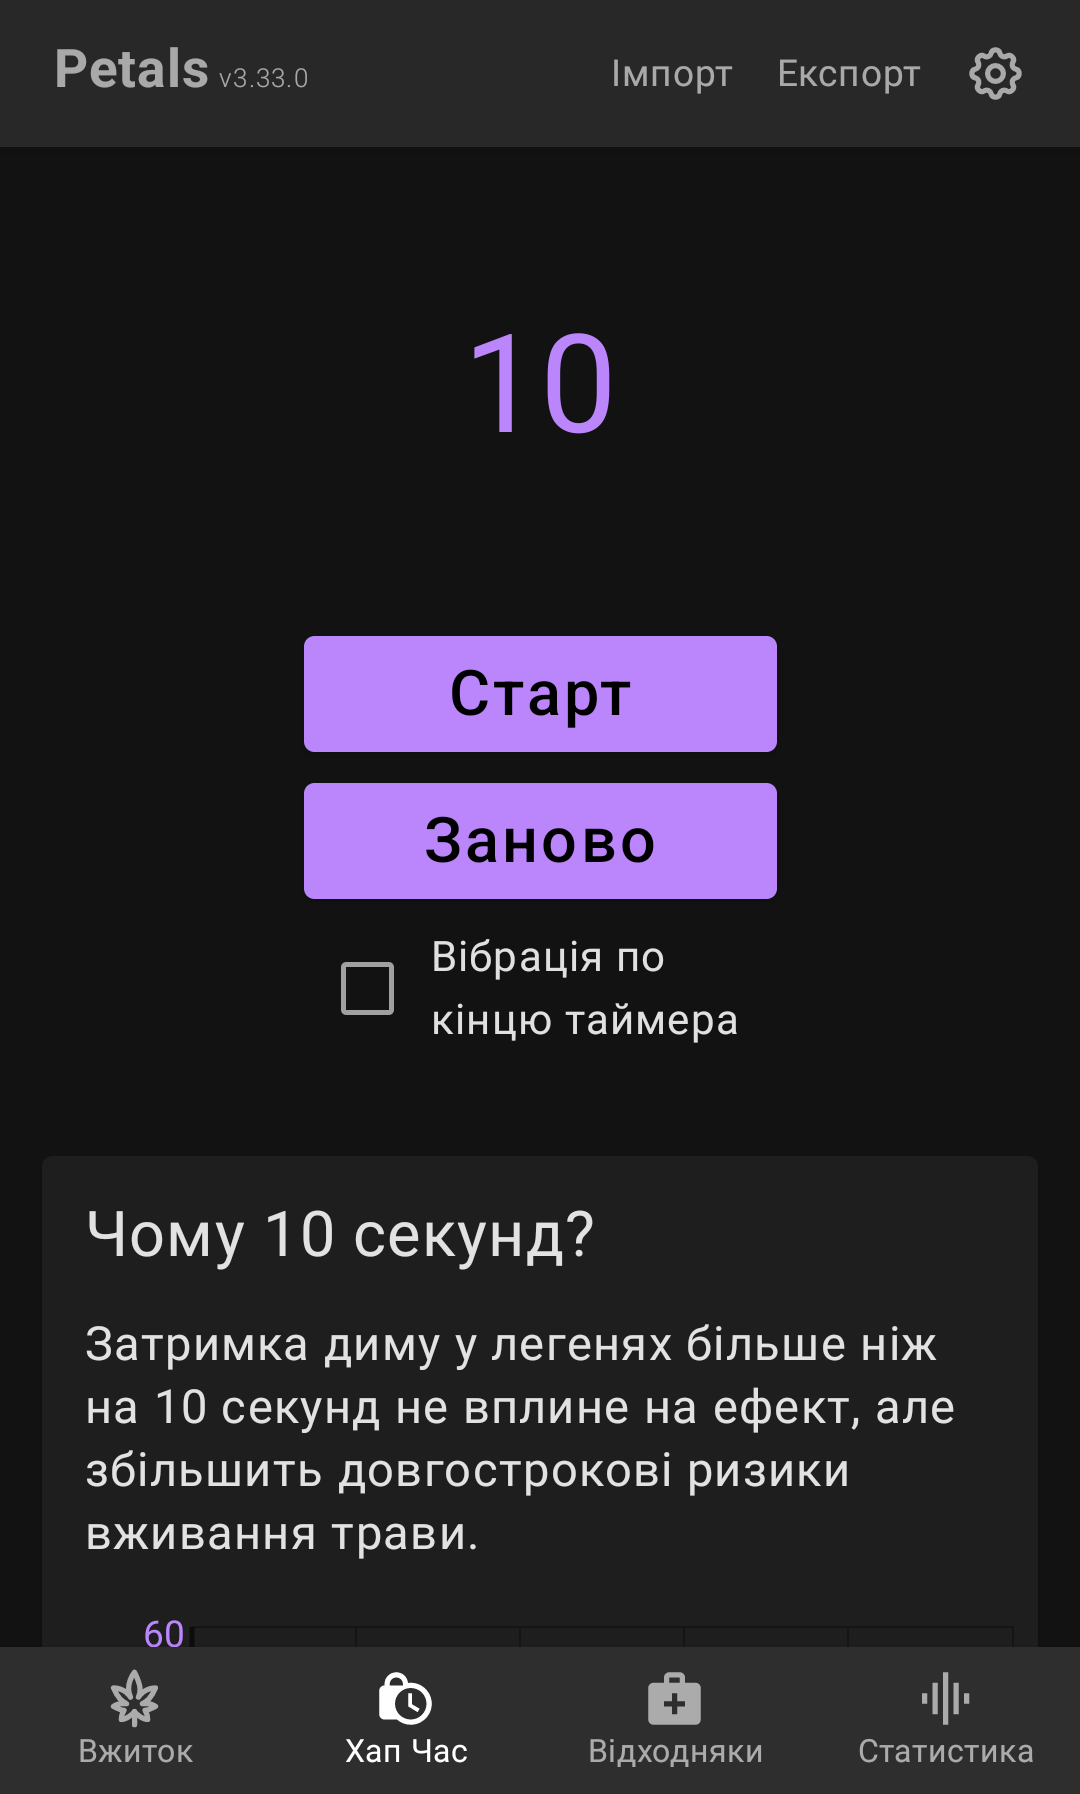 Petals v3.33.0
Імпорт
Експорт
10
Старт
Заново
Вібрація по
кінцю таймера
Чому 10 секунд?
Затримка диму у легенях більше ніж
на 10 секунд не вплине на ефект, але
збільшить довгострокові ризики
вживання трави.
60
Вжиток
Хап Час
Відходняки
Статистика